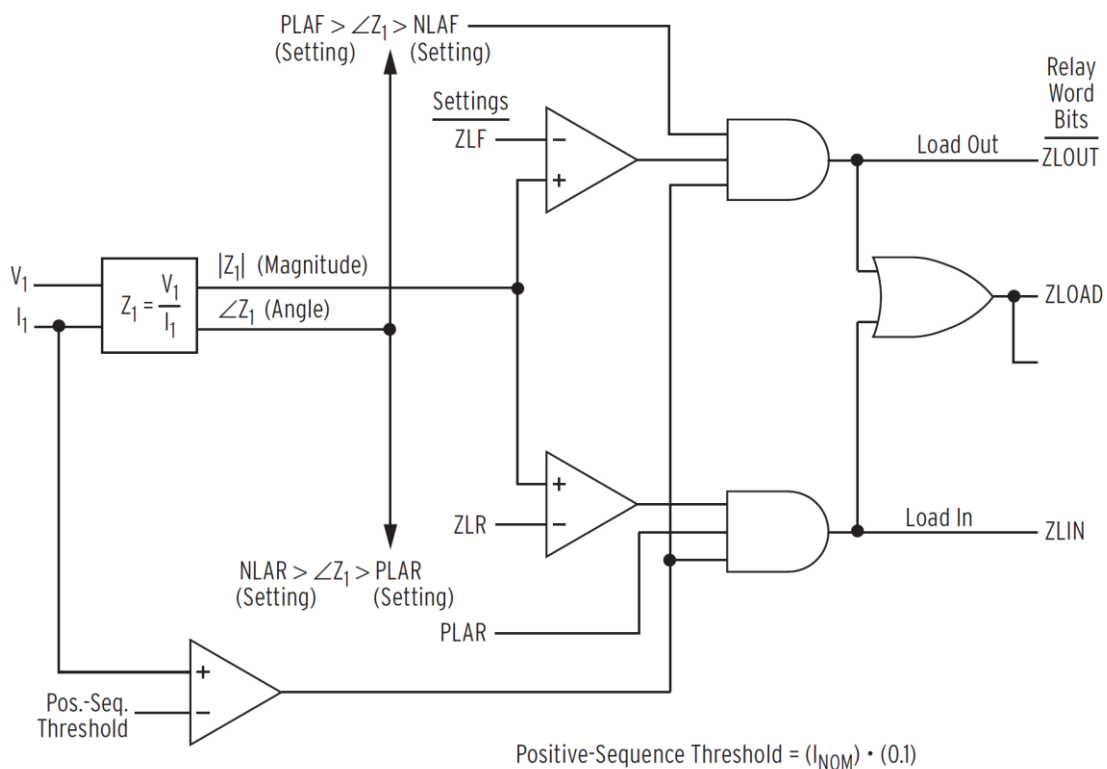 PLAF > ∠Z1 > NLAF
(Setting) (Setting)
Relay
Word
Bits
Settings
ZLF
−
+
Load Out
ZLOUT
V1
I1
Z1 = V1
I1
|Z1| (Magnitude)
∠Z1 (Angle)
ZLOAD
+
ZLR
−
Load In
ZLIN
NLAR > ∠Z1 > PLAR
(Setting) (Setting)
PLAR
+
Pos.-Seq.
Threshold
−
Positive-Sequence Threshold = (INOM) • (0.1)